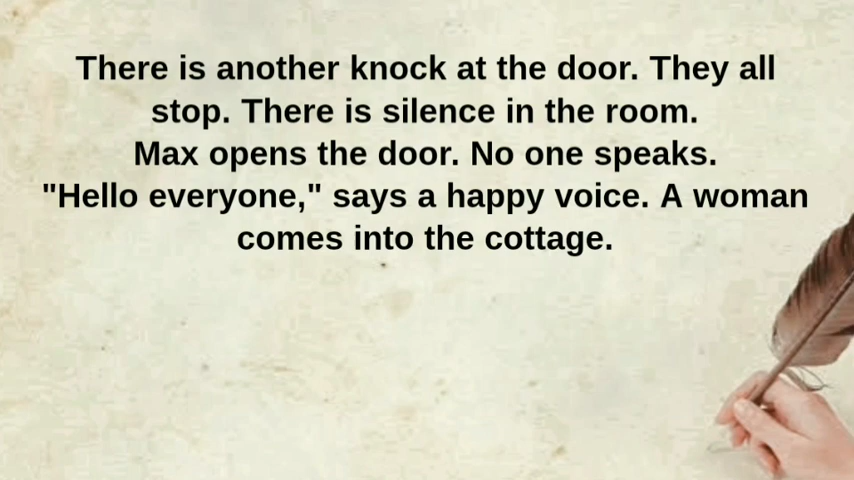 There is another knock at the door. They all
stop. There is silence in the room.
Max opens the door. No one speaks.
"Hello everyone," says a happy voice. A woman
comes into the cottage.